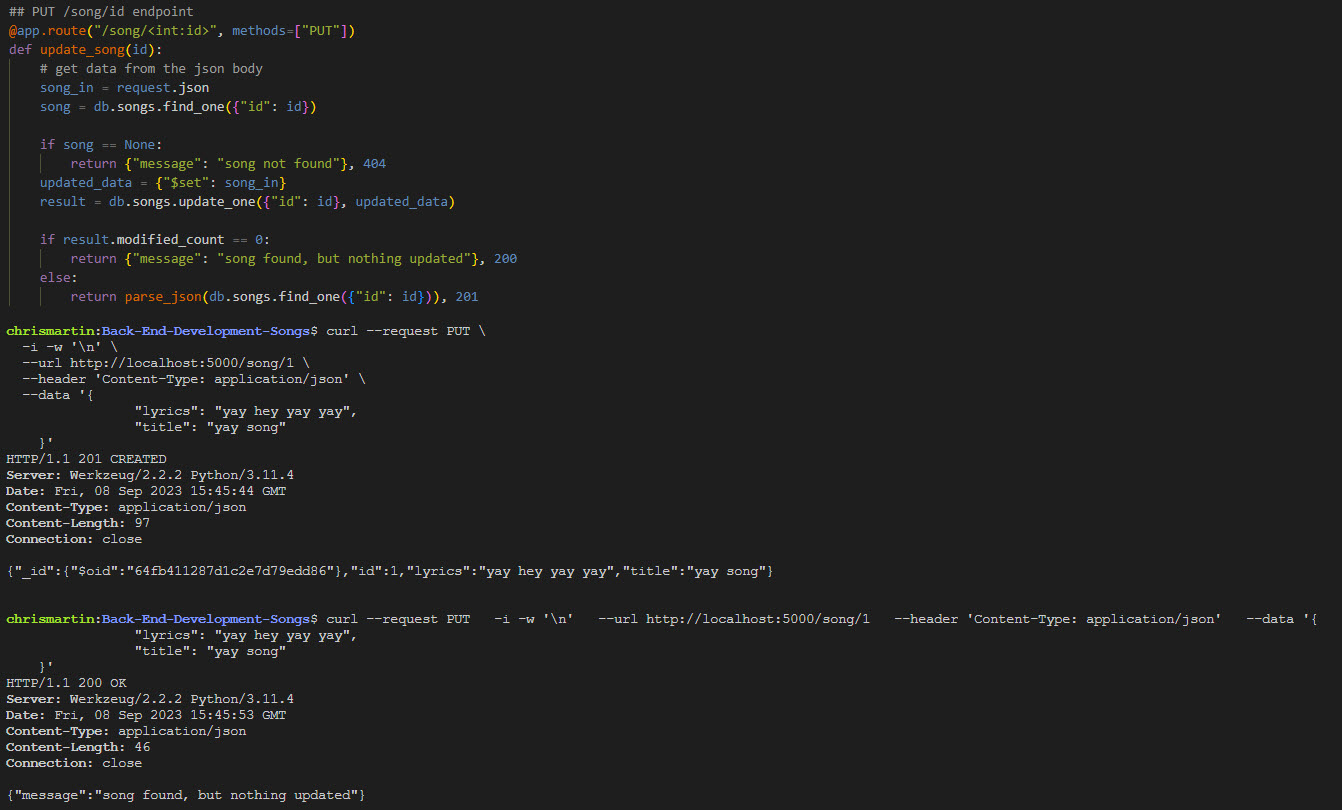 ## PUT /song/id endpoint
@app.route("/song/<int:id>", methods=["PUT"])
def update_song(id):
    # get data from the json body
    song_in = request.json
    song = db.songs.find_one({"id": id})

    if song == None:
        return {"message": "song not found"}, 404
    updated_data = {"$set": song_in}
    result = db.songs.update_one({"id": id}, updated_data)

    if result.modified_count == 0:
        return {"message": "song found, but nothing updated"}, 200
    else:
        return parse_json(db.songs.find_one({"id": id})), 201

chrismartin:Back-End-Development-Songs$ curl --request PUT \
  -i -w '\n' \
  --url http://localhost:5000/song/1 \
  --header 'Content-Type: application/json' \
  --data '{
                "lyrics": "yay hey yay yay",
                "title": "yay song"
    }'
HTTP/1.1 201 CREATED
Server: Werkzeug/2.2.2 Python/3.11.4
Date: Fri, 08 Sep 2023 15:45:44 GMT
Content-Type: application/json
Content-Length: 97
Connection: close

{"_id":{"$oid":"64fb411287d1c2e7d79edd86"},"id":1,"lyrics":"yay hey yay yay","title":"yay song"}

chrismartin:Back-End-Development-Songs$ curl --request PUT   -i -w '\n'   --url http://localhost:5000/song/1   --header 'Content-Type: application/json'   --data '{
                "lyrics": "yay hey yay yay",
                "title": "yay song"
    }'
HTTP/1.1 200 OK
Server: Werkzeug/2.2.2 Python/3.11.4
Date: Fri, 08 Sep 2023 15:45:53 GMT
Content-Type: application/json
Content-Length: 46
Connection: close

{"message":"song found, but nothing updated"}